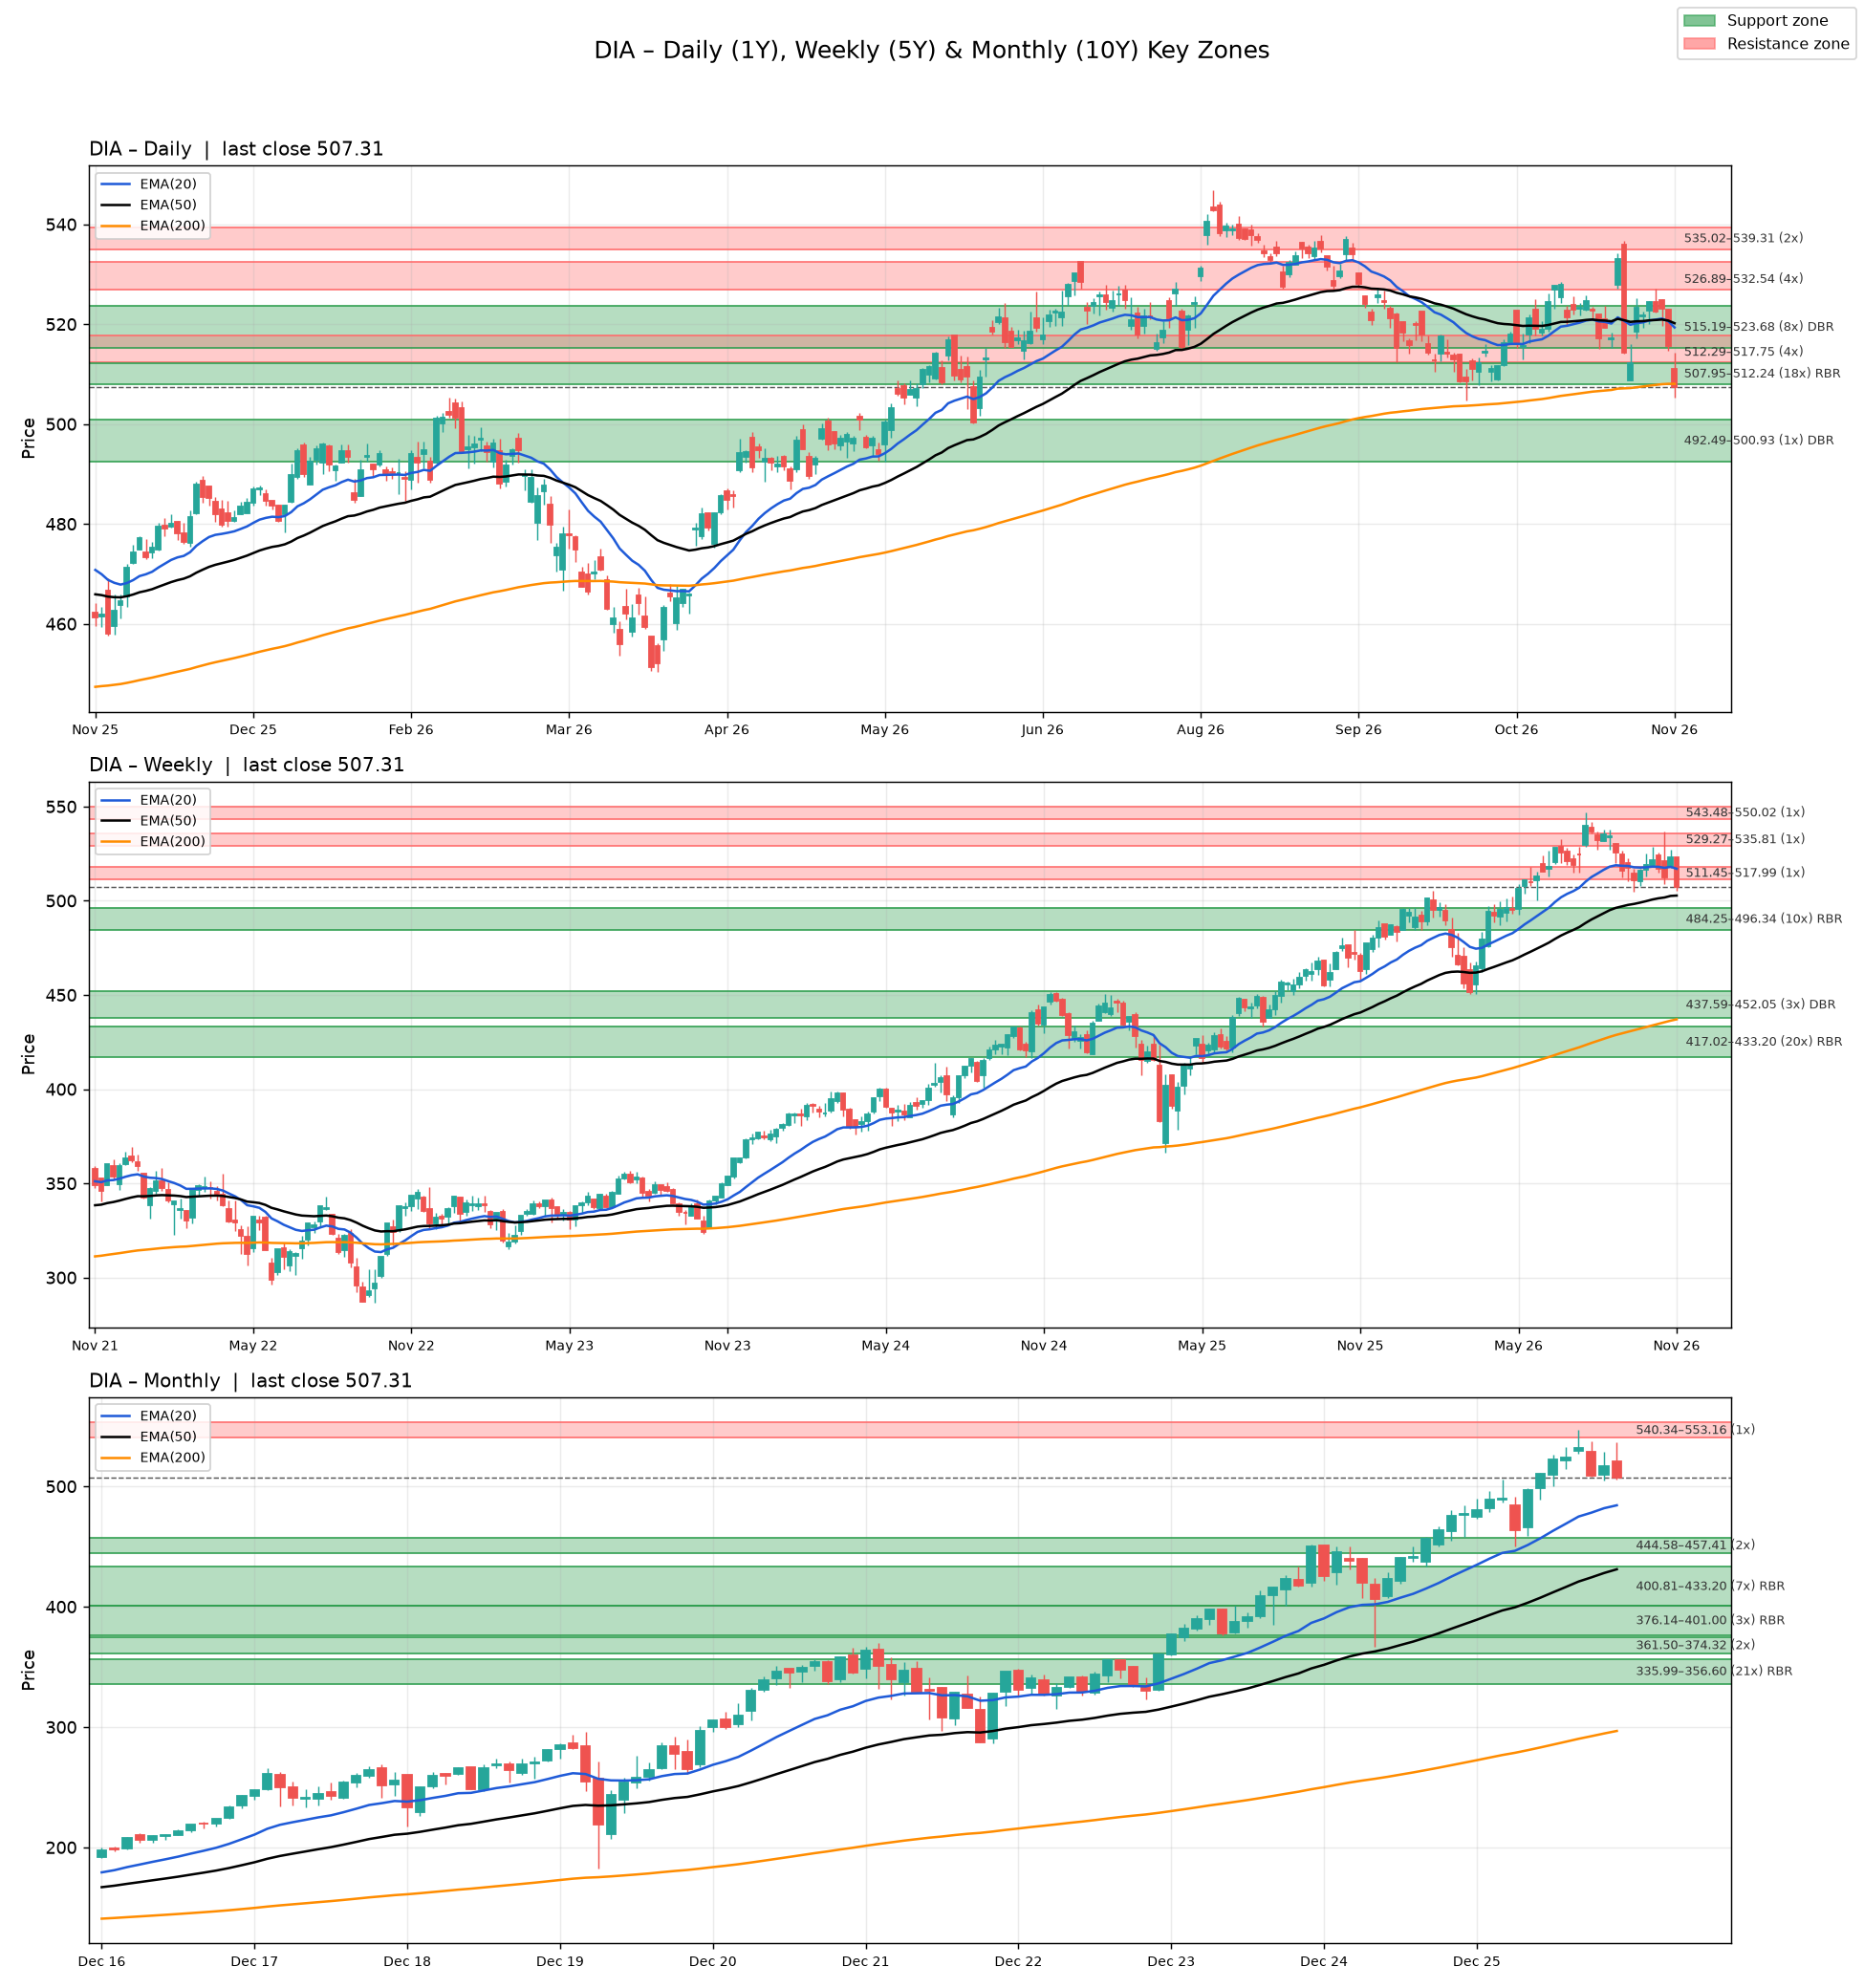 Support zone
Resistance zone
DIA – Daily (1Y), Weekly (5Y) & Monthly (10Y) Key Zones
DIA – Daily | last close 507.31
EMA(20)
EMA(50)
EMA(200)
Price
540
520
500
480
460
535.02–539.31 (2x)
526.89–532.54 (4x)
515.19–523.68 (8x) DBR
512.29–517.75 (4x)
507.95–512.24 (18x) RBR
492.49–500.93 (1x) DBR
Nov 25 Dec 25 Feb 26 Mar 26 Apr 26 May 26 Jun 26 Aug 26 Sep 26 Oct 26 Nov 26
DIA – Weekly | last close 507.31
EMA(20)
EMA(50)
EMA(200)
Price
550
500
450
400
350
300
543.48–550.02 (1x)
529.27–535.81 (1x)
511.45–517.99 (1x)
484.25–496.34 (10x) RBR
437.59–452.05 (3x) DBR
417.02–433.20 (20x) RBR
Nov 21 May 22 Nov 22 May 23 Nov 23 May 24 Nov 24 May 25 Nov 25 May 26 Nov 26
DIA – Monthly | last close 507.31
EMA(20)
EMA(50)
EMA(200)
Price
500
400
300
200
540.34–553.16 (1x)
444.58–457.41 (2x)
400.81–433.20 (7x) RBR
376.14–401.00 (3x) RBR
361.50–374.32 (2x)
335.99–356.60 (21x) RBR
Dec 16 Dec 17 Dec 18 Dec 19 Dec 20 Dec 21 Dec 22 Dec 23 Dec 24 Dec 25